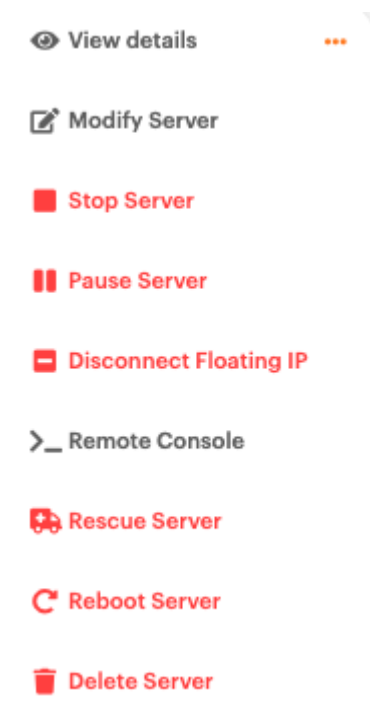 View details
Modify Server
Stop Server
Pause Server
Disconnect Floating IP
Remote Console
Rescue Server
Reboot Server
Delete Server